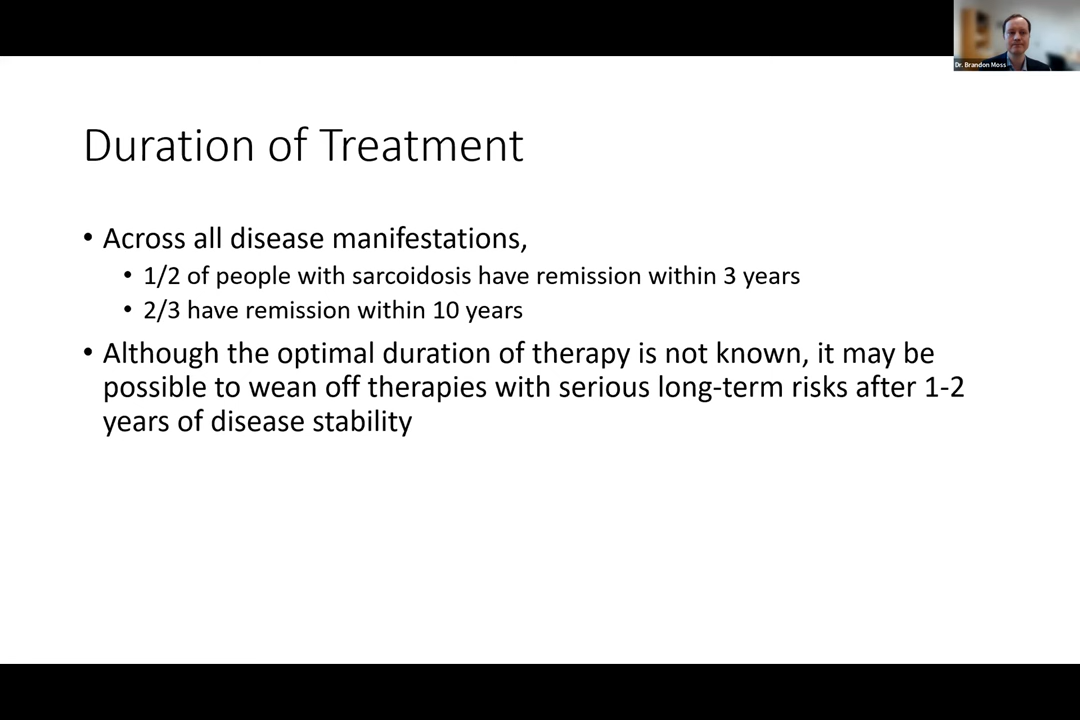 Dr. Brandon Moss
Duration of Treatment
• Across all disease manifestations,
• 1/2 of people with sarcoidosis have remission within 3 years
• 2/3 have remission within 10 years
• Although the optimal duration of therapy is not known, it may be
possible to wean off therapies with serious long-term risks after 1-2
years of disease stability